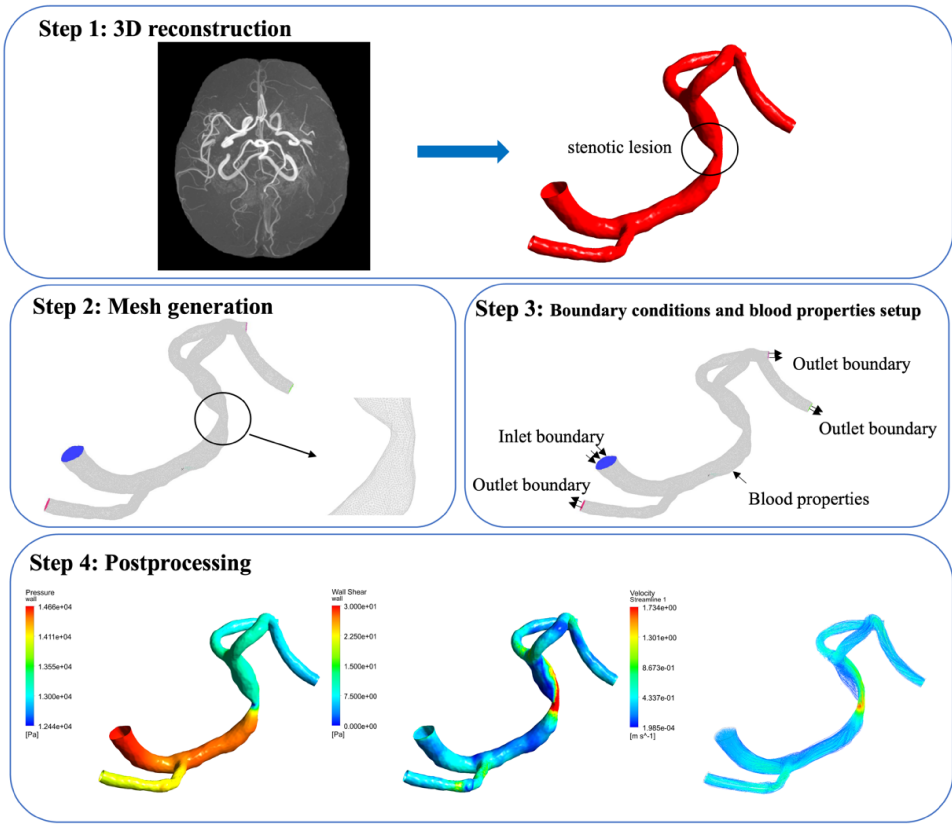 Step 1: 3D reconstruction
stenotic lesion
Step 2: Mesh generation
Step 3: Boundary conditions and blood properties setup
Outlet boundary
Outlet boundary
Inlet boundary
Outlet boundary
Blood properties
Step 4: Postprocessing
Pressure
wall
1.466e+04
1.411e+04
1.355e+04
1.300e+04
1.244e+04
[Pa]
Wall Shear
wall
3.000e+01
2.250e+01
1.500e+01
7.500e+00
0.000e+00
[Pa]
Velocity
Streamline 1
1.734e+00
1.301e+00
8.673e-01
4.337e-01
1.985e-04
[m s^-1]